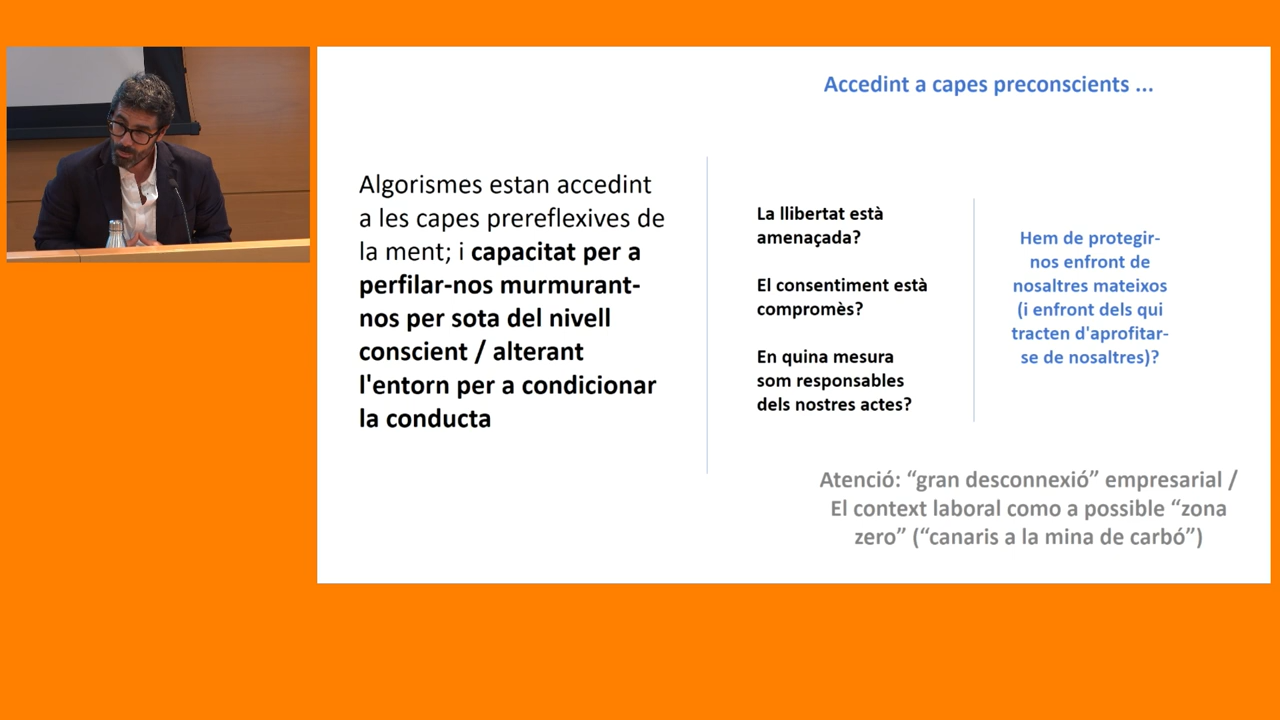 Accedint a capes preconscients ...
Algorismes estan accedint
a les capes prereflexives de
la ment; i capacitat per a
perfilar-nos murmurant-
nos per sota del nivell
conscient / alterant
l'entorn per a condicionar
la conducta
La llibertat està
amenaçada?
El consentiment està
compromès?
En quina mesura
som responsables
dels nostres actes?
Hem de protegir-
nos enfront de
nosaltres mateixos
(i enfront dels qui
tracten d'aprofitar-
se de nosaltres)?
Atenció: “gran desconnexió” empresarial /
El context laboral como a possible “zona
zero” (“canaris a la mina de carbó”)